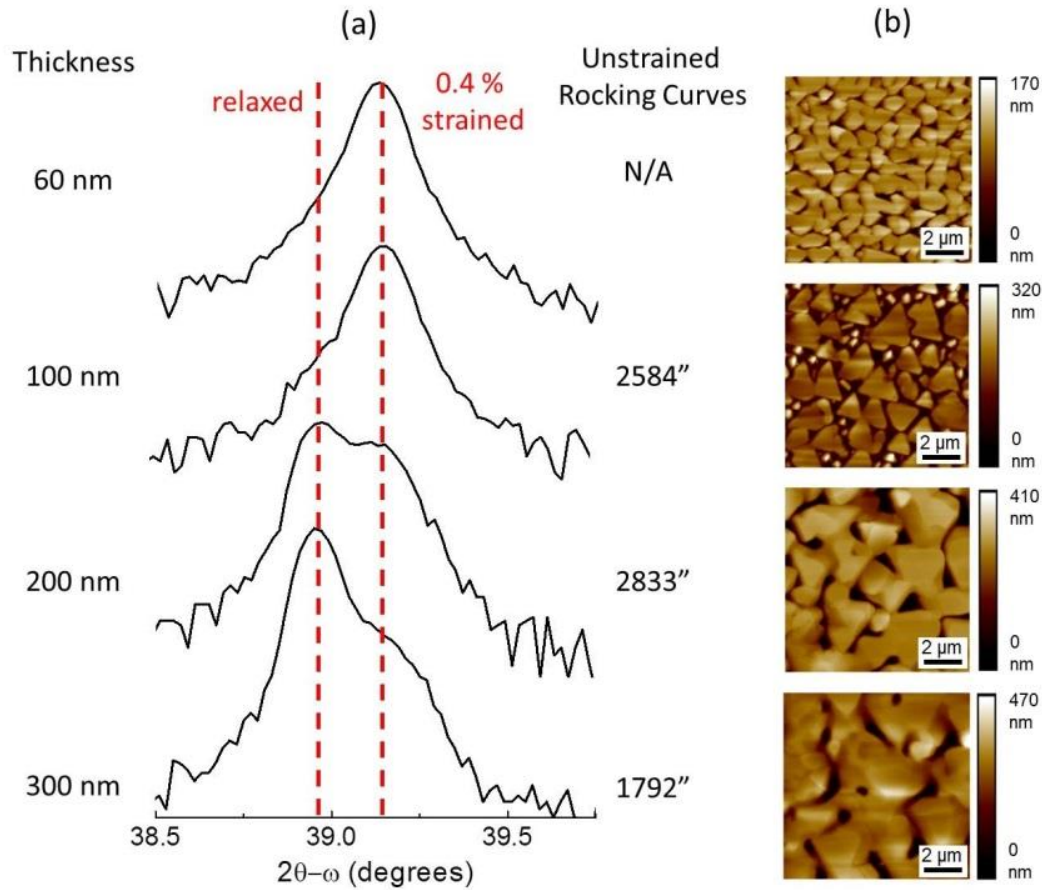 (a)
(b)
Thickness
Unstrained
Rocking Curves
relaxed
0.4 %
strained
60 nm
N/A
170
nm
2 µm
0
nm
100 nm
2584”
320
nm
2 µm
0
nm
200 nm
2833”
410
nm
2 µm
0
nm
300 nm
1792”
470
nm
2 µm
0
nm
38.5
39.0
39.5
2θ–ω (degrees)